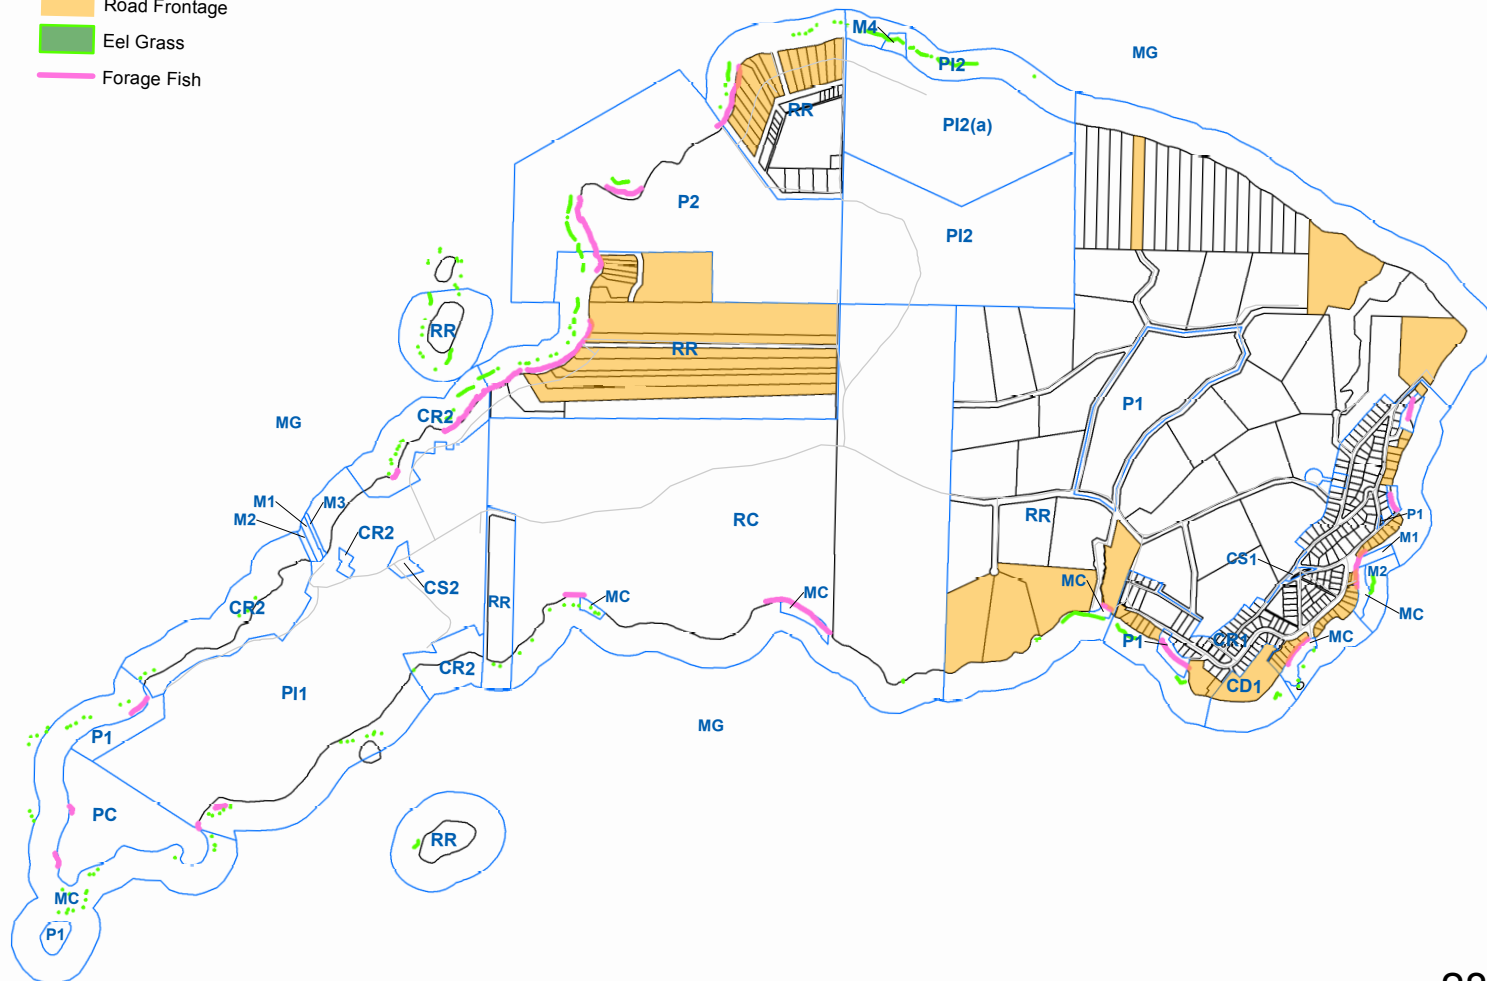 Road Frontage
Eel Grass
Forage Fish
M4
PI2
MG
RR
PI2(a)
P2
PI2
RR
RR
P1
CR2
MG
M1
M3
M2
CR2
RC
RR
P1
M1
CS1
M2
CS2
RR
MC
MC
MC
MC
CR2
P1
CR1
MC
CR2
CD1
PI1
MG
P1
PC
RR
MC
P1